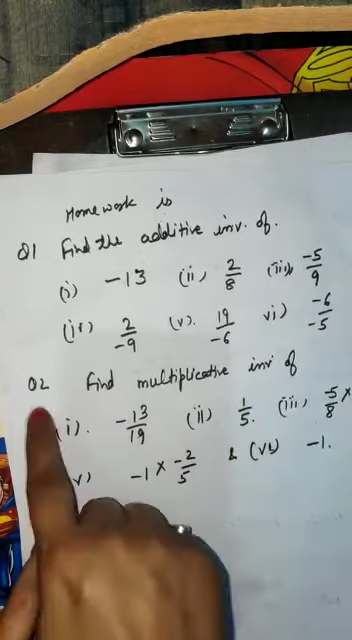 Homework is
Q1 Find the additive inv. of.
(i) -13 (ii) 2/8 (iii) -5/9
(iv) 2/-9 (v). 19/-6 vi) -6/-5
Q2 Find multiplicative inv of
(i). -13/19 (ii) 1/5. (iii) -5/8 ×
v) -1 × -2/5 & (vi) -1.